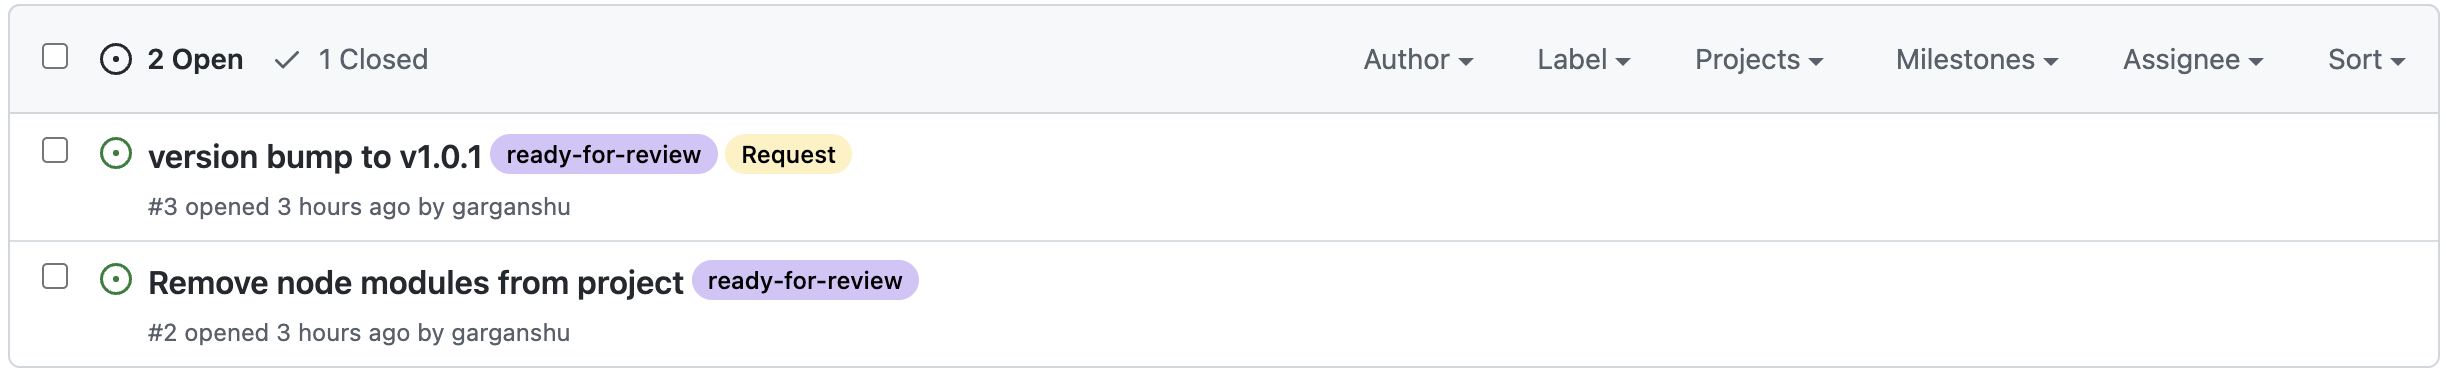 2 Open 1 Closed Author Label Projects Milestones Assignee Sort
version bump to v1.0.1 ready-for-review Request
#3 opened 3 hours ago by garganshu
Remove node modules from project ready-for-review
#2 opened 3 hours ago by garganshu